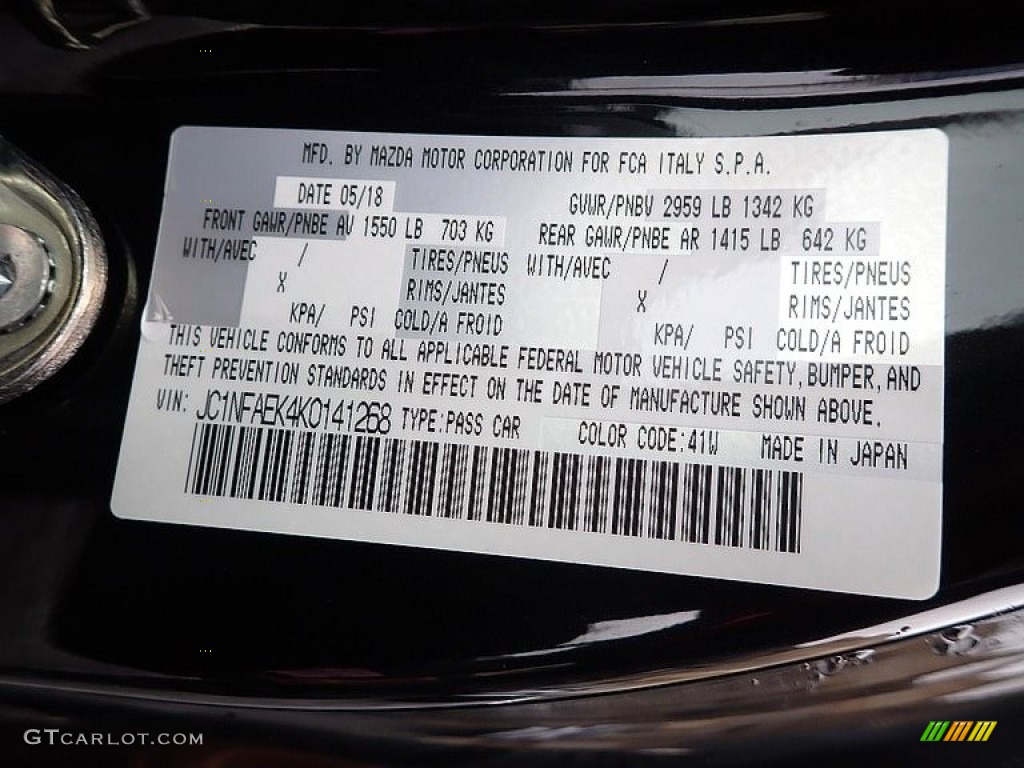 MFD. BY MAZDA MOTOR CORPORATION FOR FCA ITALY S.P.A.
DATE 05/18 GVWR/PNBV 2959 LB 1342 KG
FRONT GAWR/PNBE AV 1550 LB 703 KG REAR GAWR/PNBE AR 1415 LB 642 KG
WITH/AVEC / TIRES/PNEUS WITH/AVEC / TIRES/PNEUS
X RIMS/JANTES X RIMS/JANTES
KPA/ PSI COLD/A FROID KPA/ PSI COLD/A FROID
THIS VEHICLE CONFORMS TO ALL APPLICABLE FEDERAL MOTOR VEHICLE SAFETY, BUMPER, AND
THEFT PREVENTION STANDARDS IN EFFECT ON THE DATE OF MANUFACTURE SHOWN ABOVE.
VIN: JC1NFAEK4K0141268 TYPE:PASS CAR COLOR CODE:41W MADE IN JAPAN
GTCARLOT.COM